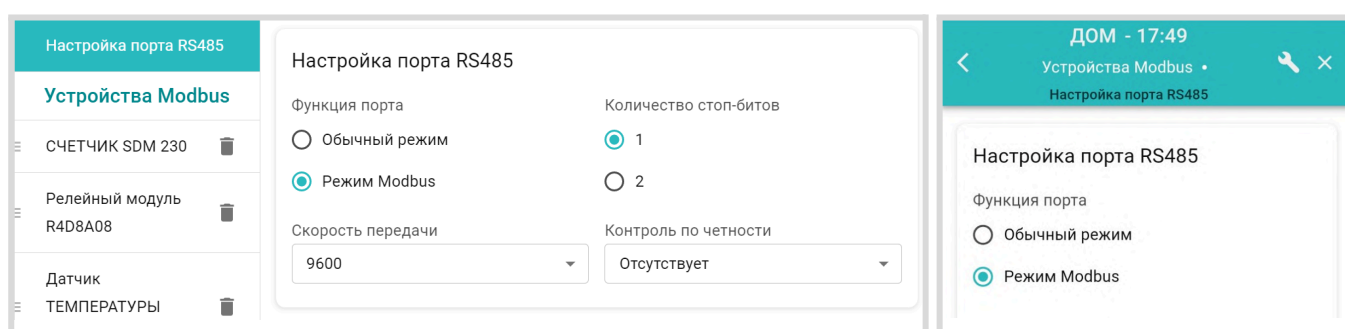 Настройка порта RS485
Устройства Modbus
СЧЕТЧИК SDM 230
Релейный модуль
R4D8A08
Датчик
ТЕМПЕРАТУРЫ
Настройка порта RS485
Функция порта
Обычный режим
Режим Modbus
Количество стоп-битов
1
2
Скорость передачи
9600
Контроль по четности
Отсутствует
ДОМ - 17:49
Устройства Modbus •
Настройка порта RS485
Настройка порта RS485
Функция порта
Обычный режим
Режим Modbus